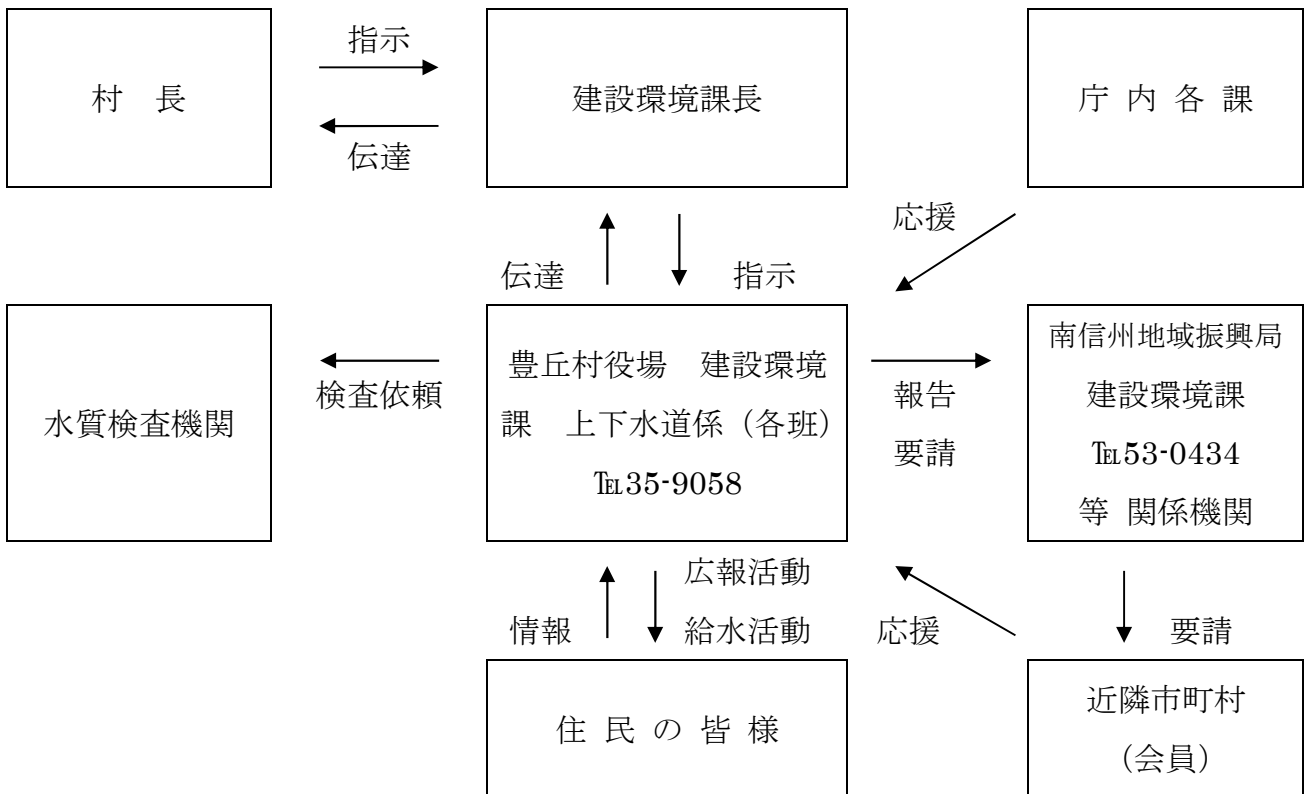 指示
村　長
建設環境課長
庁 内 各 課
伝達
応援
伝達
指示
水質検査機関
検査依頼
豊丘村役場　建設環境
課　上下水道係（各班）
℡35-9058
報告
要請
南信州地域振興局
建設環境課
℡53-0434
等 関係機関
情報
広報活動
給水活動
応援
要請
住 民 の 皆 様
近隣市町村
（会員）